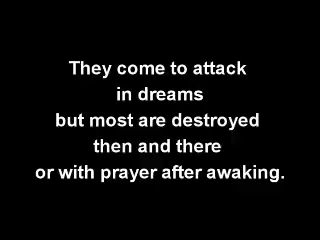 They come to attack
in dreams
but most are destroyed
then and there
or with prayer after awaking.